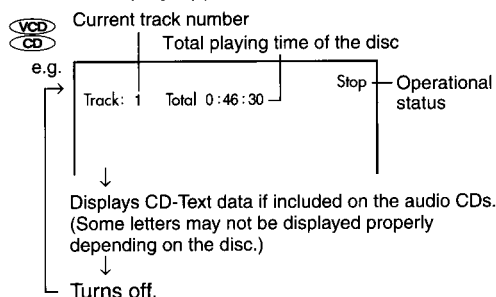 VCD
CD
Current track number
Total playing time of the disc
e.g.
Track: 1 Total 0:46:30
Stop
Operational
status
Displays CD-Text data if included on the audio CDs.
(Some letters may not be displayed properly
depending on the disc.)
Turns off.